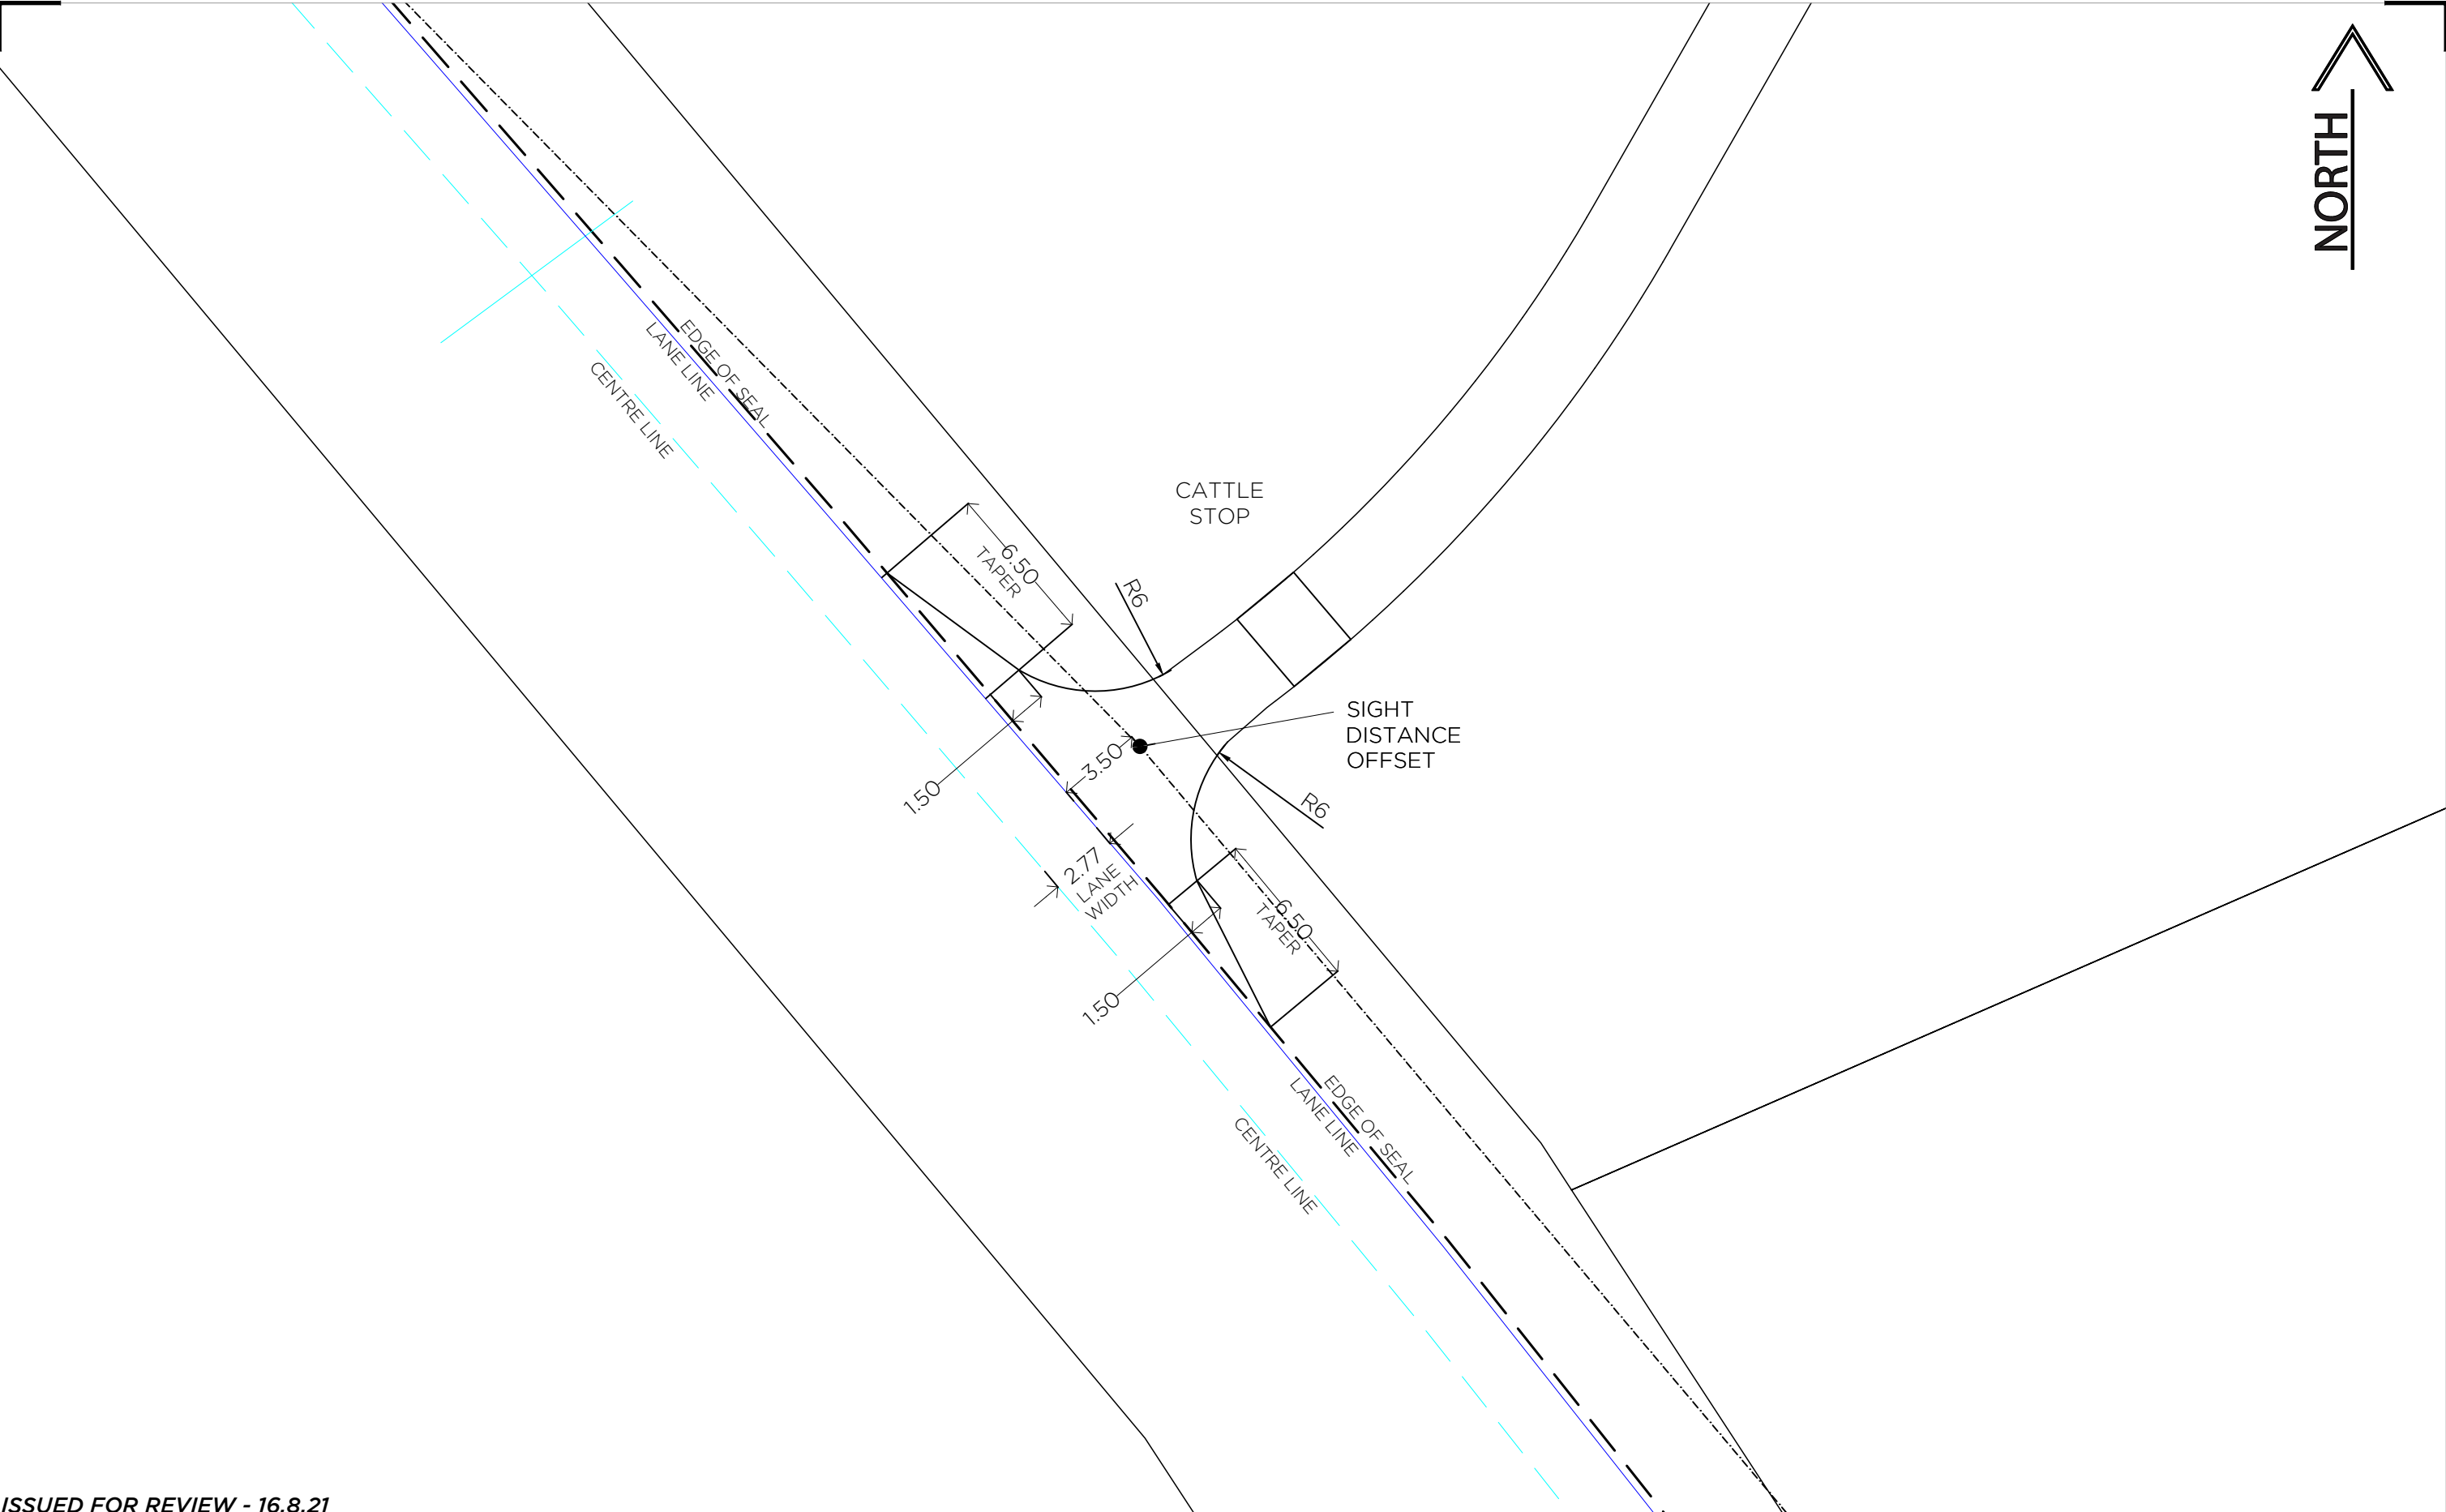 NORTH
EDGE OF SEAL
LANE LINE
CENTRE LINE
CATTLE
STOP
6.50
TAPER
R6
SIGHT
DISTANCE
OFFSET
3.50
1.50
R6
2.77
LANE
WIDTH
6.50
TAPER
1.50
EDGE OF SEAL
LANE LINE
CENTRE LINE
ISSUED FOR REVIEW - 16.8.21